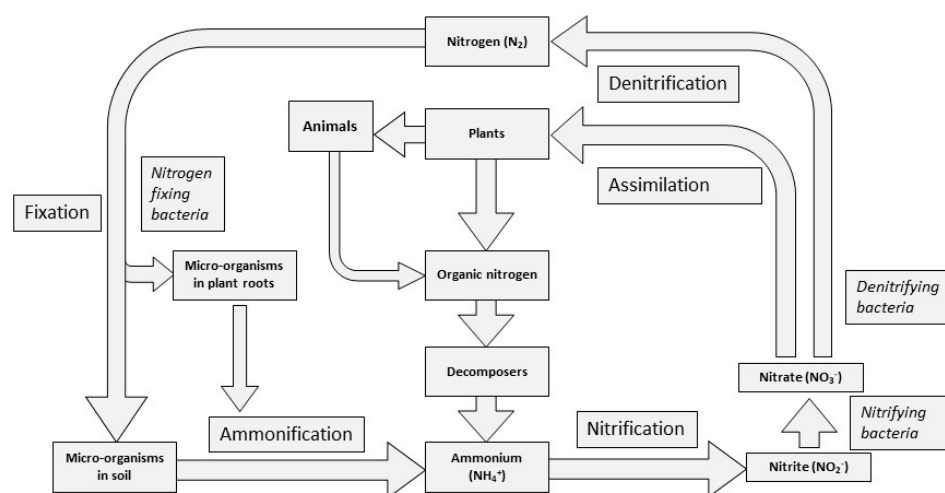 Nitrogen (N₂)
Denitrification
Animals
Plants
Nitrogen
fixing
bacteria
Assimilation
Fixation
Micro-organisms
in plant roots
Organic nitrogen
Denitrifying
bacteria
Decomposers
Nitrate (NO₃⁻)
Ammonification
Nitrification
Nitrifying
bacteria
Micro-organisms
in soil
Ammonium
(NH₄⁺)
Nitrite (NO₂⁻)